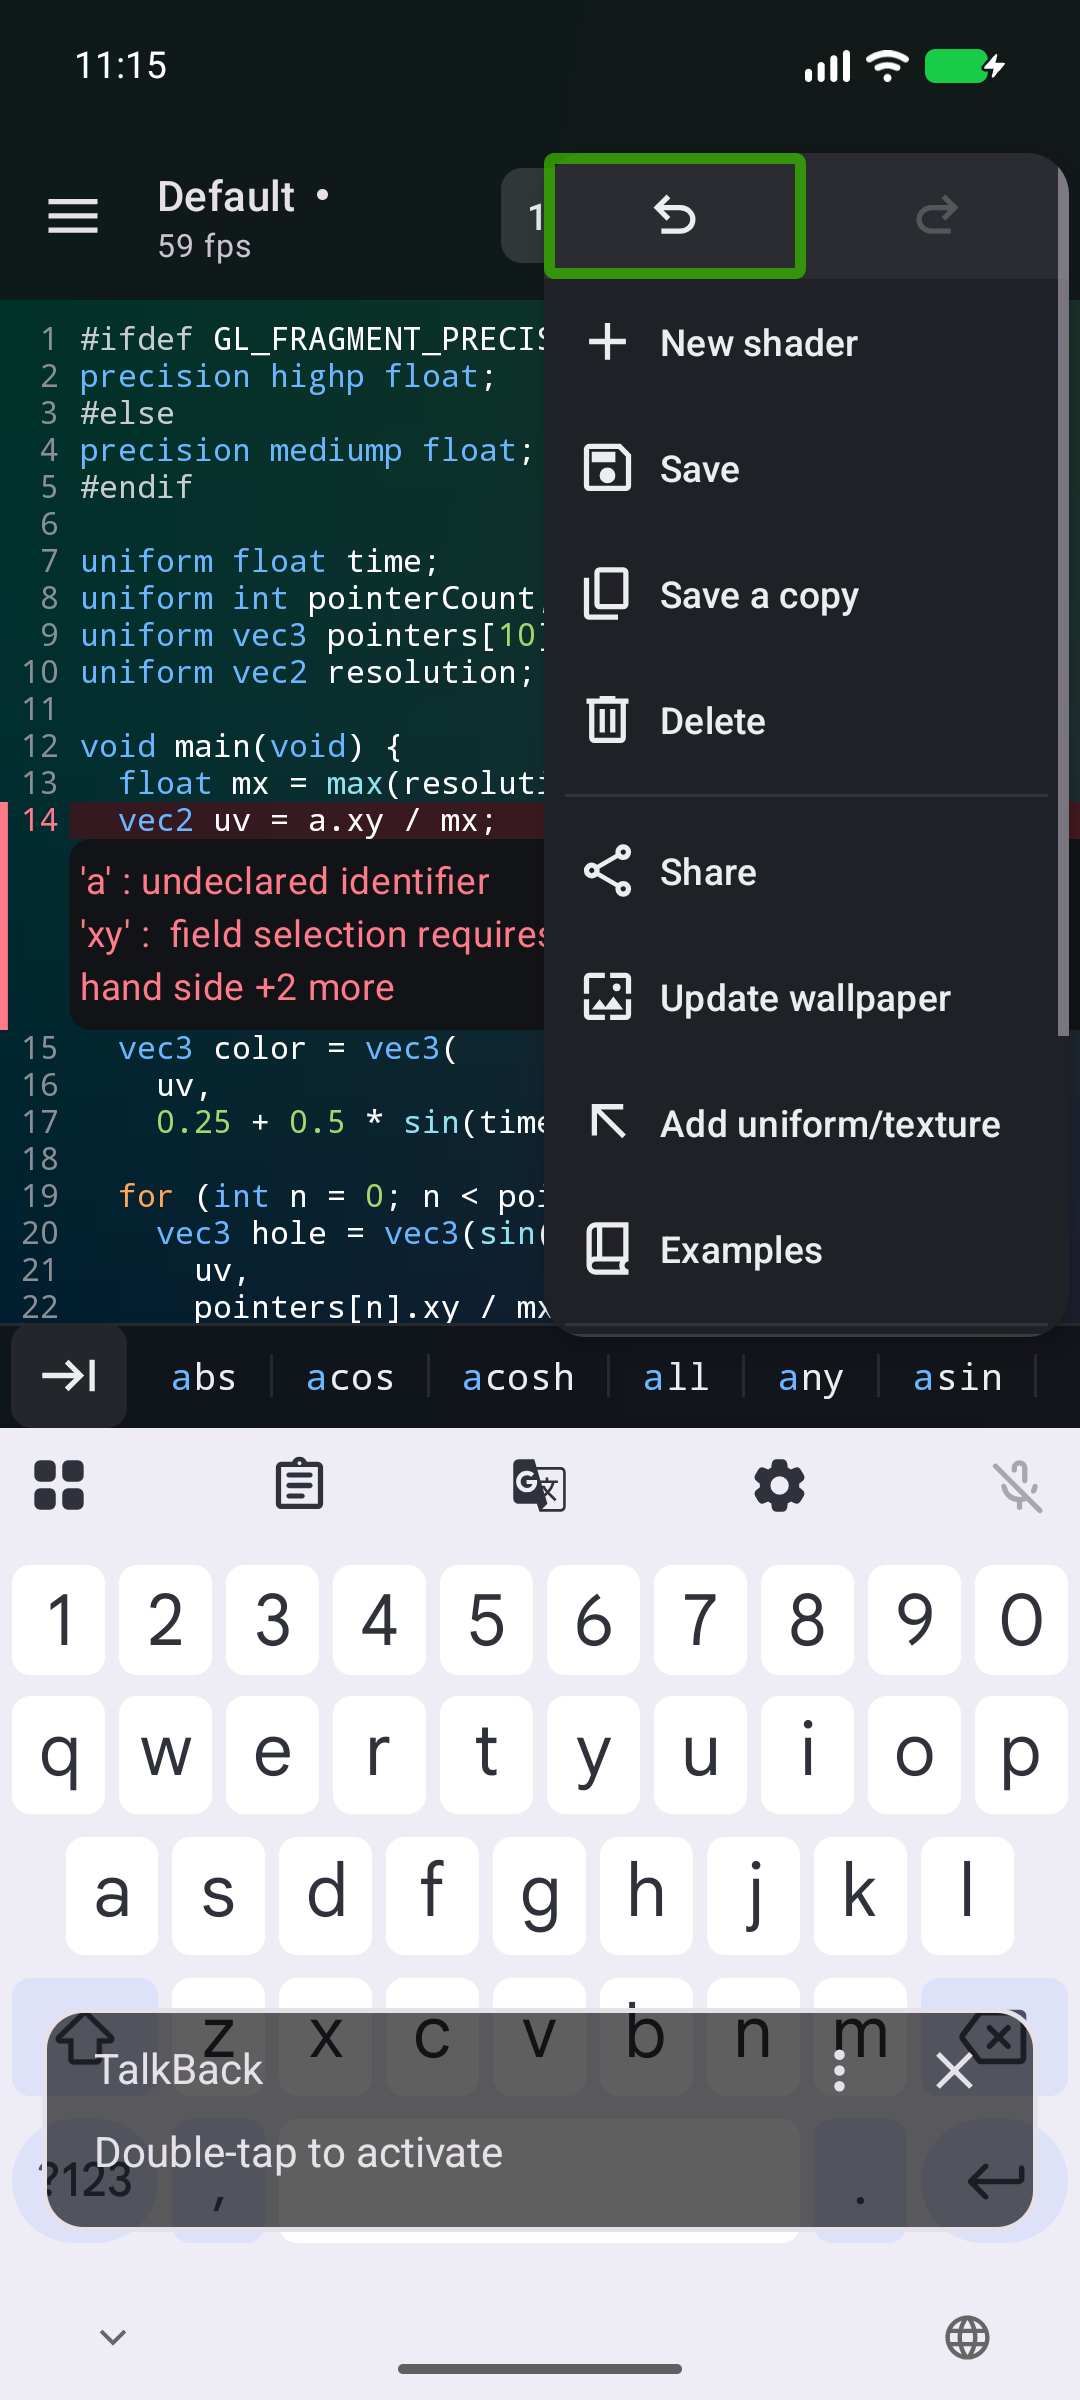 11:15
Default •
59 fps
1
1 #ifdef GL_FRAGMENT_PRECIS
2 precision highp float;
3 #else
4 precision mediump float;
5 #endif
6
7 uniform float time;
8 uniform int pointerCount;
9 uniform vec3 pointers[10]
10 uniform vec2 resolution;
11
12 void main(void) {
13 float mx = max(resoluti
14 vec2 uv = a.xy / mx;
'a' : undeclared identifier
'xy' : field selection requires
hand side +2 more
15 vec3 color = vec3(
16 uv,
17 0.25 + 0.5 * sin(time
18
19 for (int n = 0; n < poi
20 vec3 hole = vec3(sin(
21 uv,
22 pointers[n].xy / mx
New shader
Save
Save a copy
Delete
Share
Update wallpaper
Add uniform/texture
Examples
abs acos acosh all any asin
1 2 3 4 5 6 7 8 9 0
q w e r t y u i o p
a s d f g h j k l
z x c v b n m
TalkBack
Double-tap to activate
?123 , .